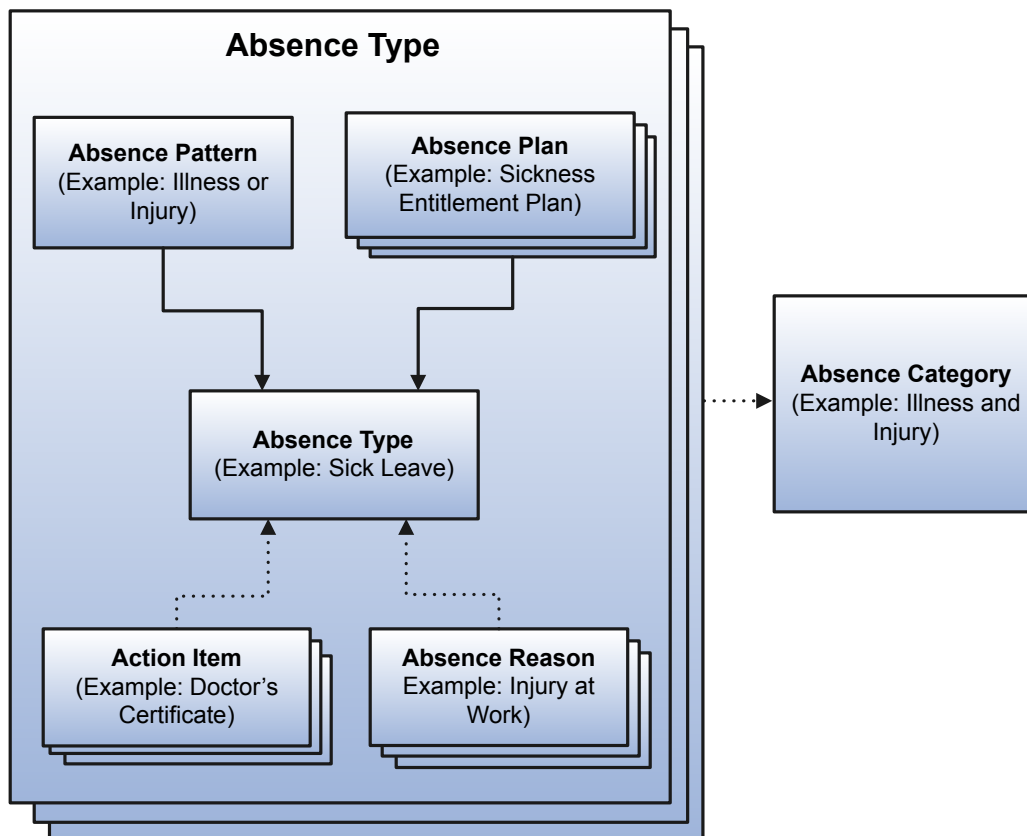 Absence Type
Absence Pattern
(Example: Illness or
Injury)
Absence Plan
(Example: Sickness
Entitlement Plan)
Absence Type
(Example: Sick Leave)
Absence Category
(Example: Illness and
Injury)
Action Item
(Example: Doctor’s
Certificate)
Absence Reason
Example: Injury at
Work)